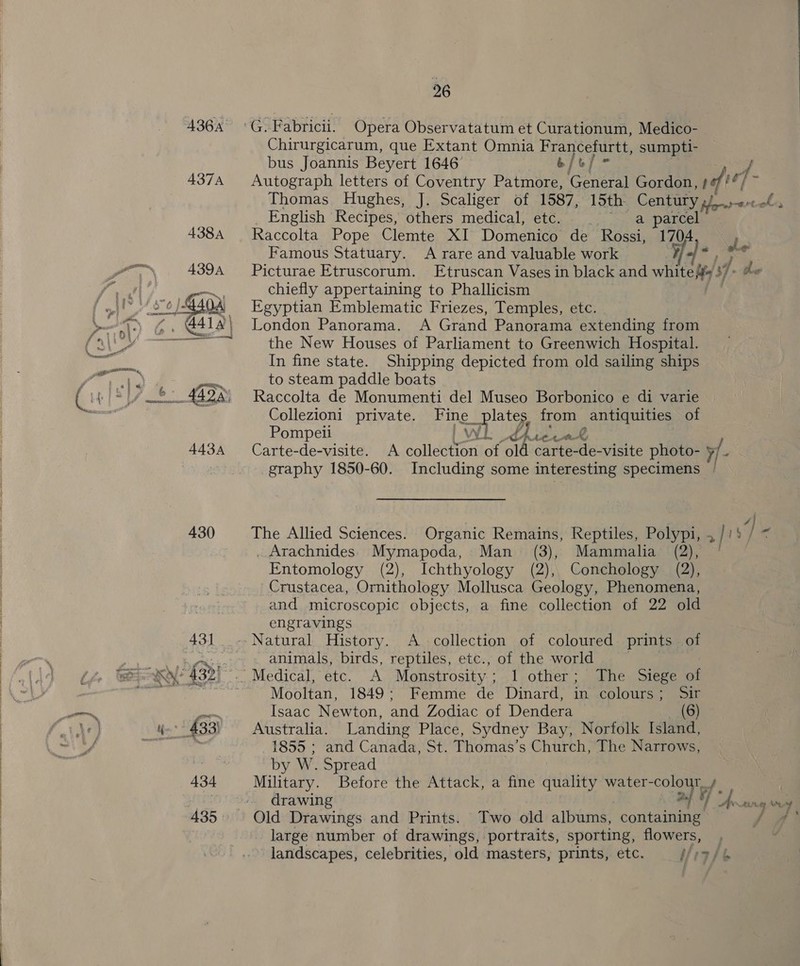 26
436A 'G. Fabricii. Opera Observatatum et Curationum, Medico-
Chirurgicarum, que Extant Omnia Francefurtt, sumpti-
bus Joannis Beyert 1646
437A Autograph letters of Coventry Patmore, General Gordon,
Thomas Hughes, J. Scaliger of 1587, 15th Century
English Recipes, others medical, etc. a parcel
438A Raccolta Pope Clemte XI Domenico de Rossi, 1704,
Famous Statuary. A rare and valuable work
439A Picturae Etruscorum. Etruscan Vases in black and white
chiefly appertaining to Phallicism
440A Egyptian Emblematic Friezes, Temples, etc.
441A London Panorama. A Grand Panorama extending from
the New Houses of Parliament to Greenwich Hospital.
In fine state. Shipping depicted from old sailing ships
to steam paddle boats
442A Raccolta de Monumenti del Museo Borbonico e di varie
Collezioni private. Fine plates from antiquities of
Pompeii
443A Carte-de-visite. A collection of old carte-de-visite photo-
graphy 1850-60. Including some interesting specimens
430 The Allied Sciences. Organic Remains, Reptiles, Polypi,
Arachnides Mymapoda, Man (3), Mammalia (2),
Entomology (2), Ichthyology (2), Conchology (2),
Crustacea, Ornithology Mollusca Geology, Phenomena,
and microscopic objects, a fine collection of 22 old
engravings
431 Natural History. A collection of coloured prints of
animals, birds, reptiles, etc., of the world
432 Medical, etc. A Monstrosity; 1 other; The Siege of
Mooltan, 1849; Femme de Dinard, in colours; Sir
Isaac Newton, and Zodiac of Dendera (6)
433 Australia. Landing Place, Sydney Bay, Norfolk Island,
1855; and Canada, St. Thomas's Church, The Narrows,
by W. Spread
434 Military. Before the Attack, a fine quality water-colour
drawing
435 Old Drawings and Prints. Two old albums, containing
large number of drawings, portraits, sporting, flowers,
landscapes, celebrities, old masters, prints, etc.